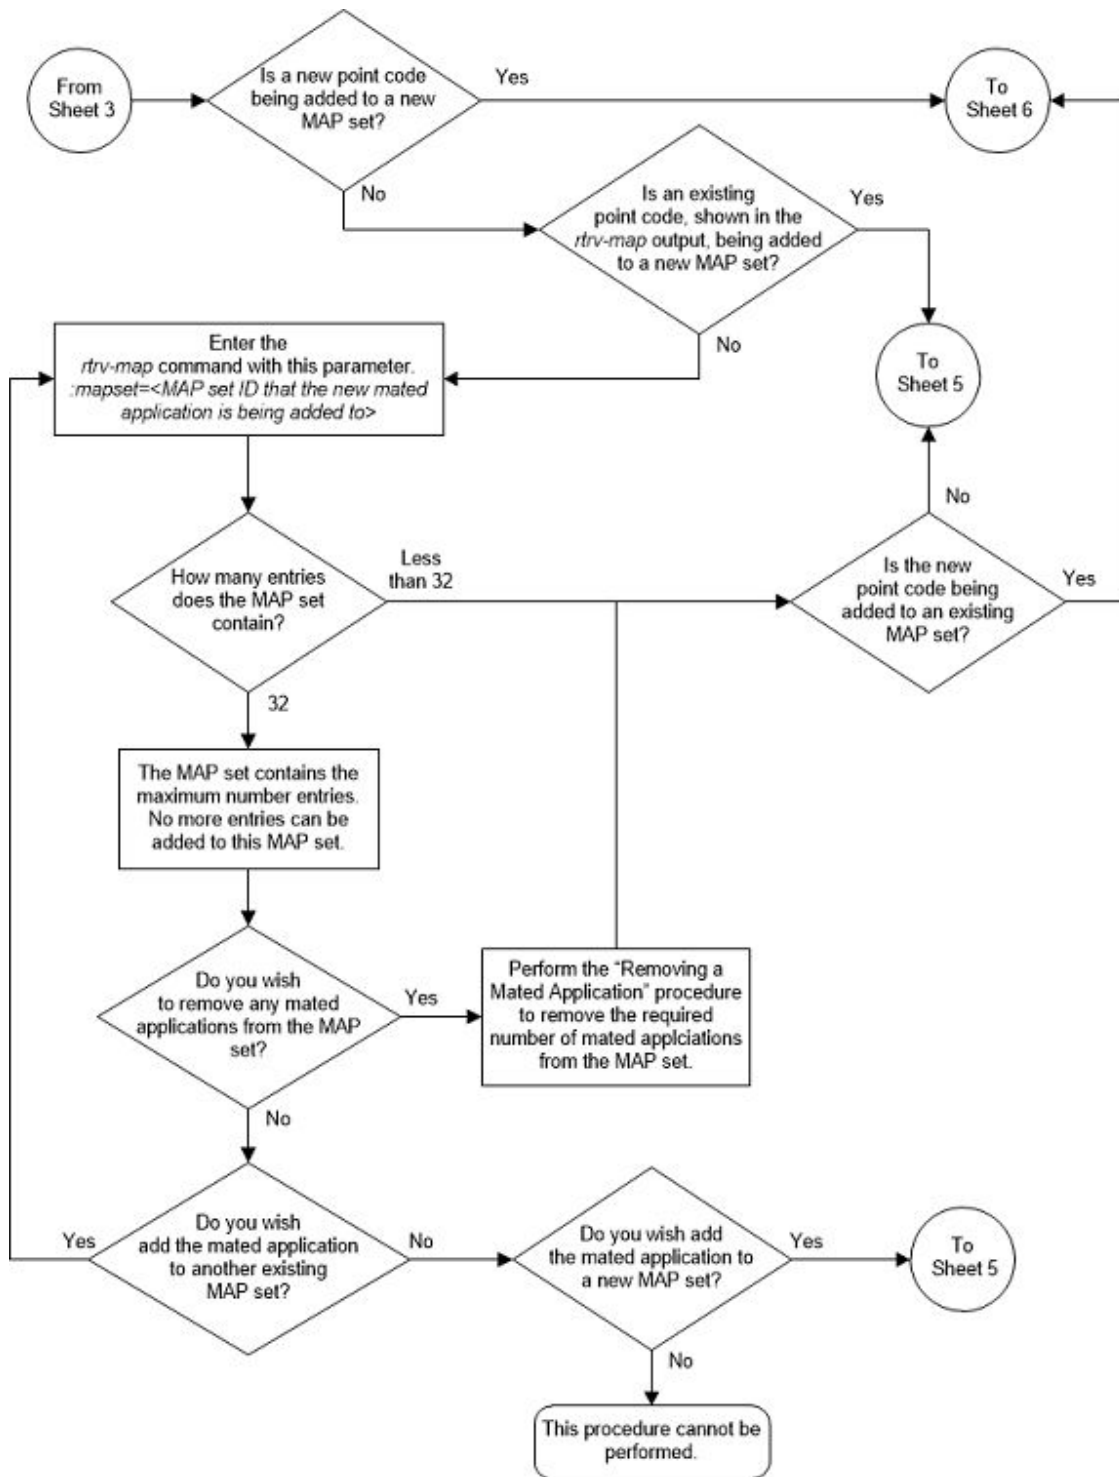 From
Sheet 3
Is a new point code
being added to a new
MAP set?
Yes
To
Sheet 6
No
Is an existing
point code, shown in the
rtrv-map output, being added
to a new MAP set?
Yes
No
To
Sheet 5
Enter the
rtrv-map command with this parameter.
:mapset=<MAP set ID that the new mated
application is being added to>
How many entries
does the MAP set
contain?
Less
than 32
No
Is the new
point code being
added to an existing
MAP set?
Yes
32
The MAP set contains the
maximum number entries.
No more entries can be
added to this MAP set.
Do you wish
to remove any mated
applications from the MAP
set?
Yes
Perform the “Removing a
Mated Application” procedure
to remove the required
number of mated applciations
from the MAP set.
No
Yes
Do you wish
add the mated application
to another existing
MAP set?
No
Do you wish add
the mated application to
a new MAP set?
Yes
To
Sheet 5
No
This procedure cannot be
performed.